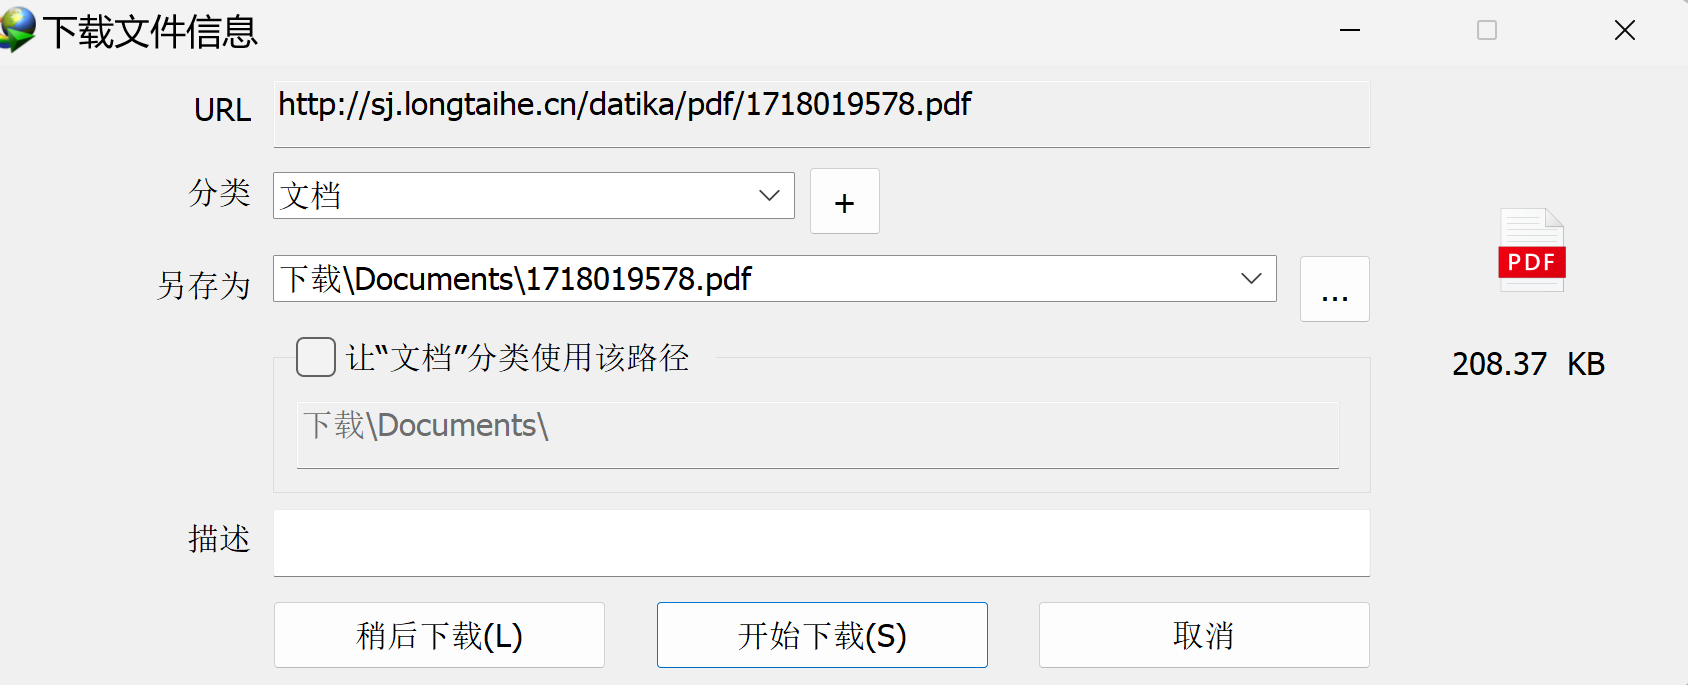 下载文件信息
URL http://sj.longtaihe.cn/datika/pdf/1718019578.pdf
分类 文档 +
另存为 下载\Documents\1718019578.pdf ...
PDF
让“文档”分类使用该路径
208.37 KB
下载\Documents\
描述
稍后下载(L) 开始下载(S) 取消